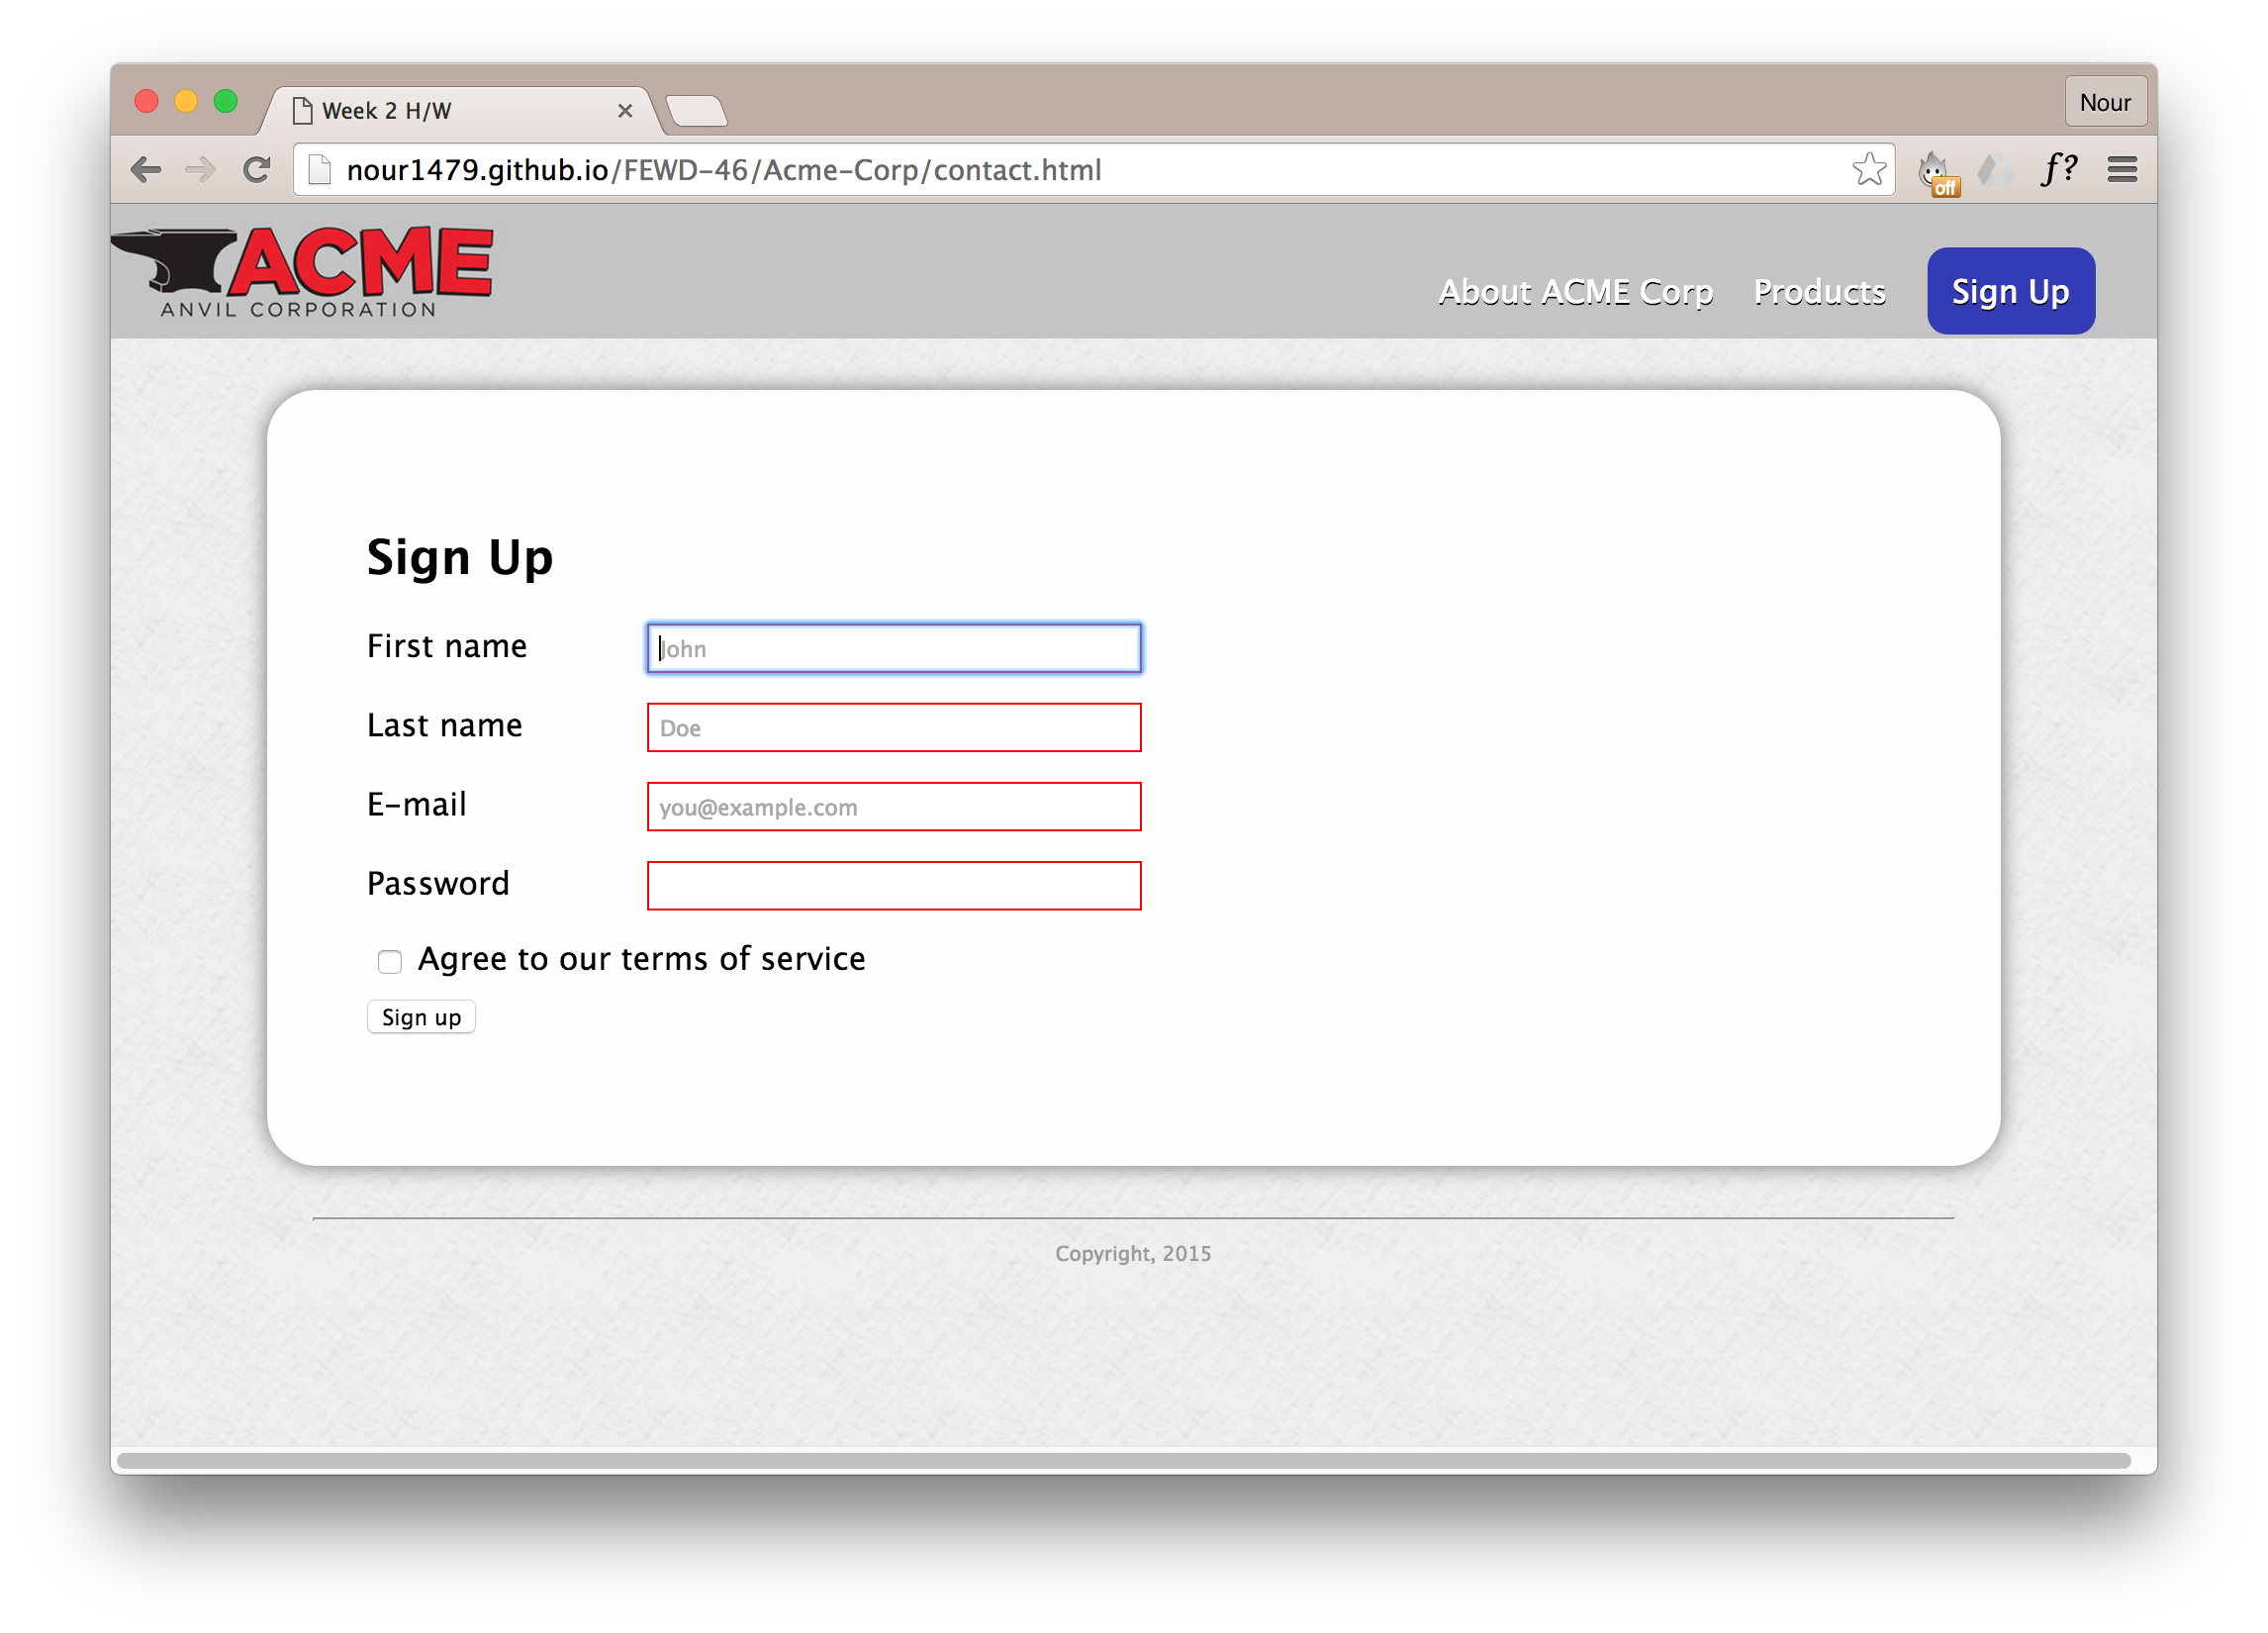 Week 2 H/W
Nour
nour1479.github.io/FEWD-46/Acme-Corp/contact.html
off
f?
ACME
ANVIL CORPORATION
About ACME Corp Products Sign Up
Sign Up
First name John
Last name Doe
E-mail you@example.com
Password
Agree to our terms of service
Sign up
Copyright, 2015